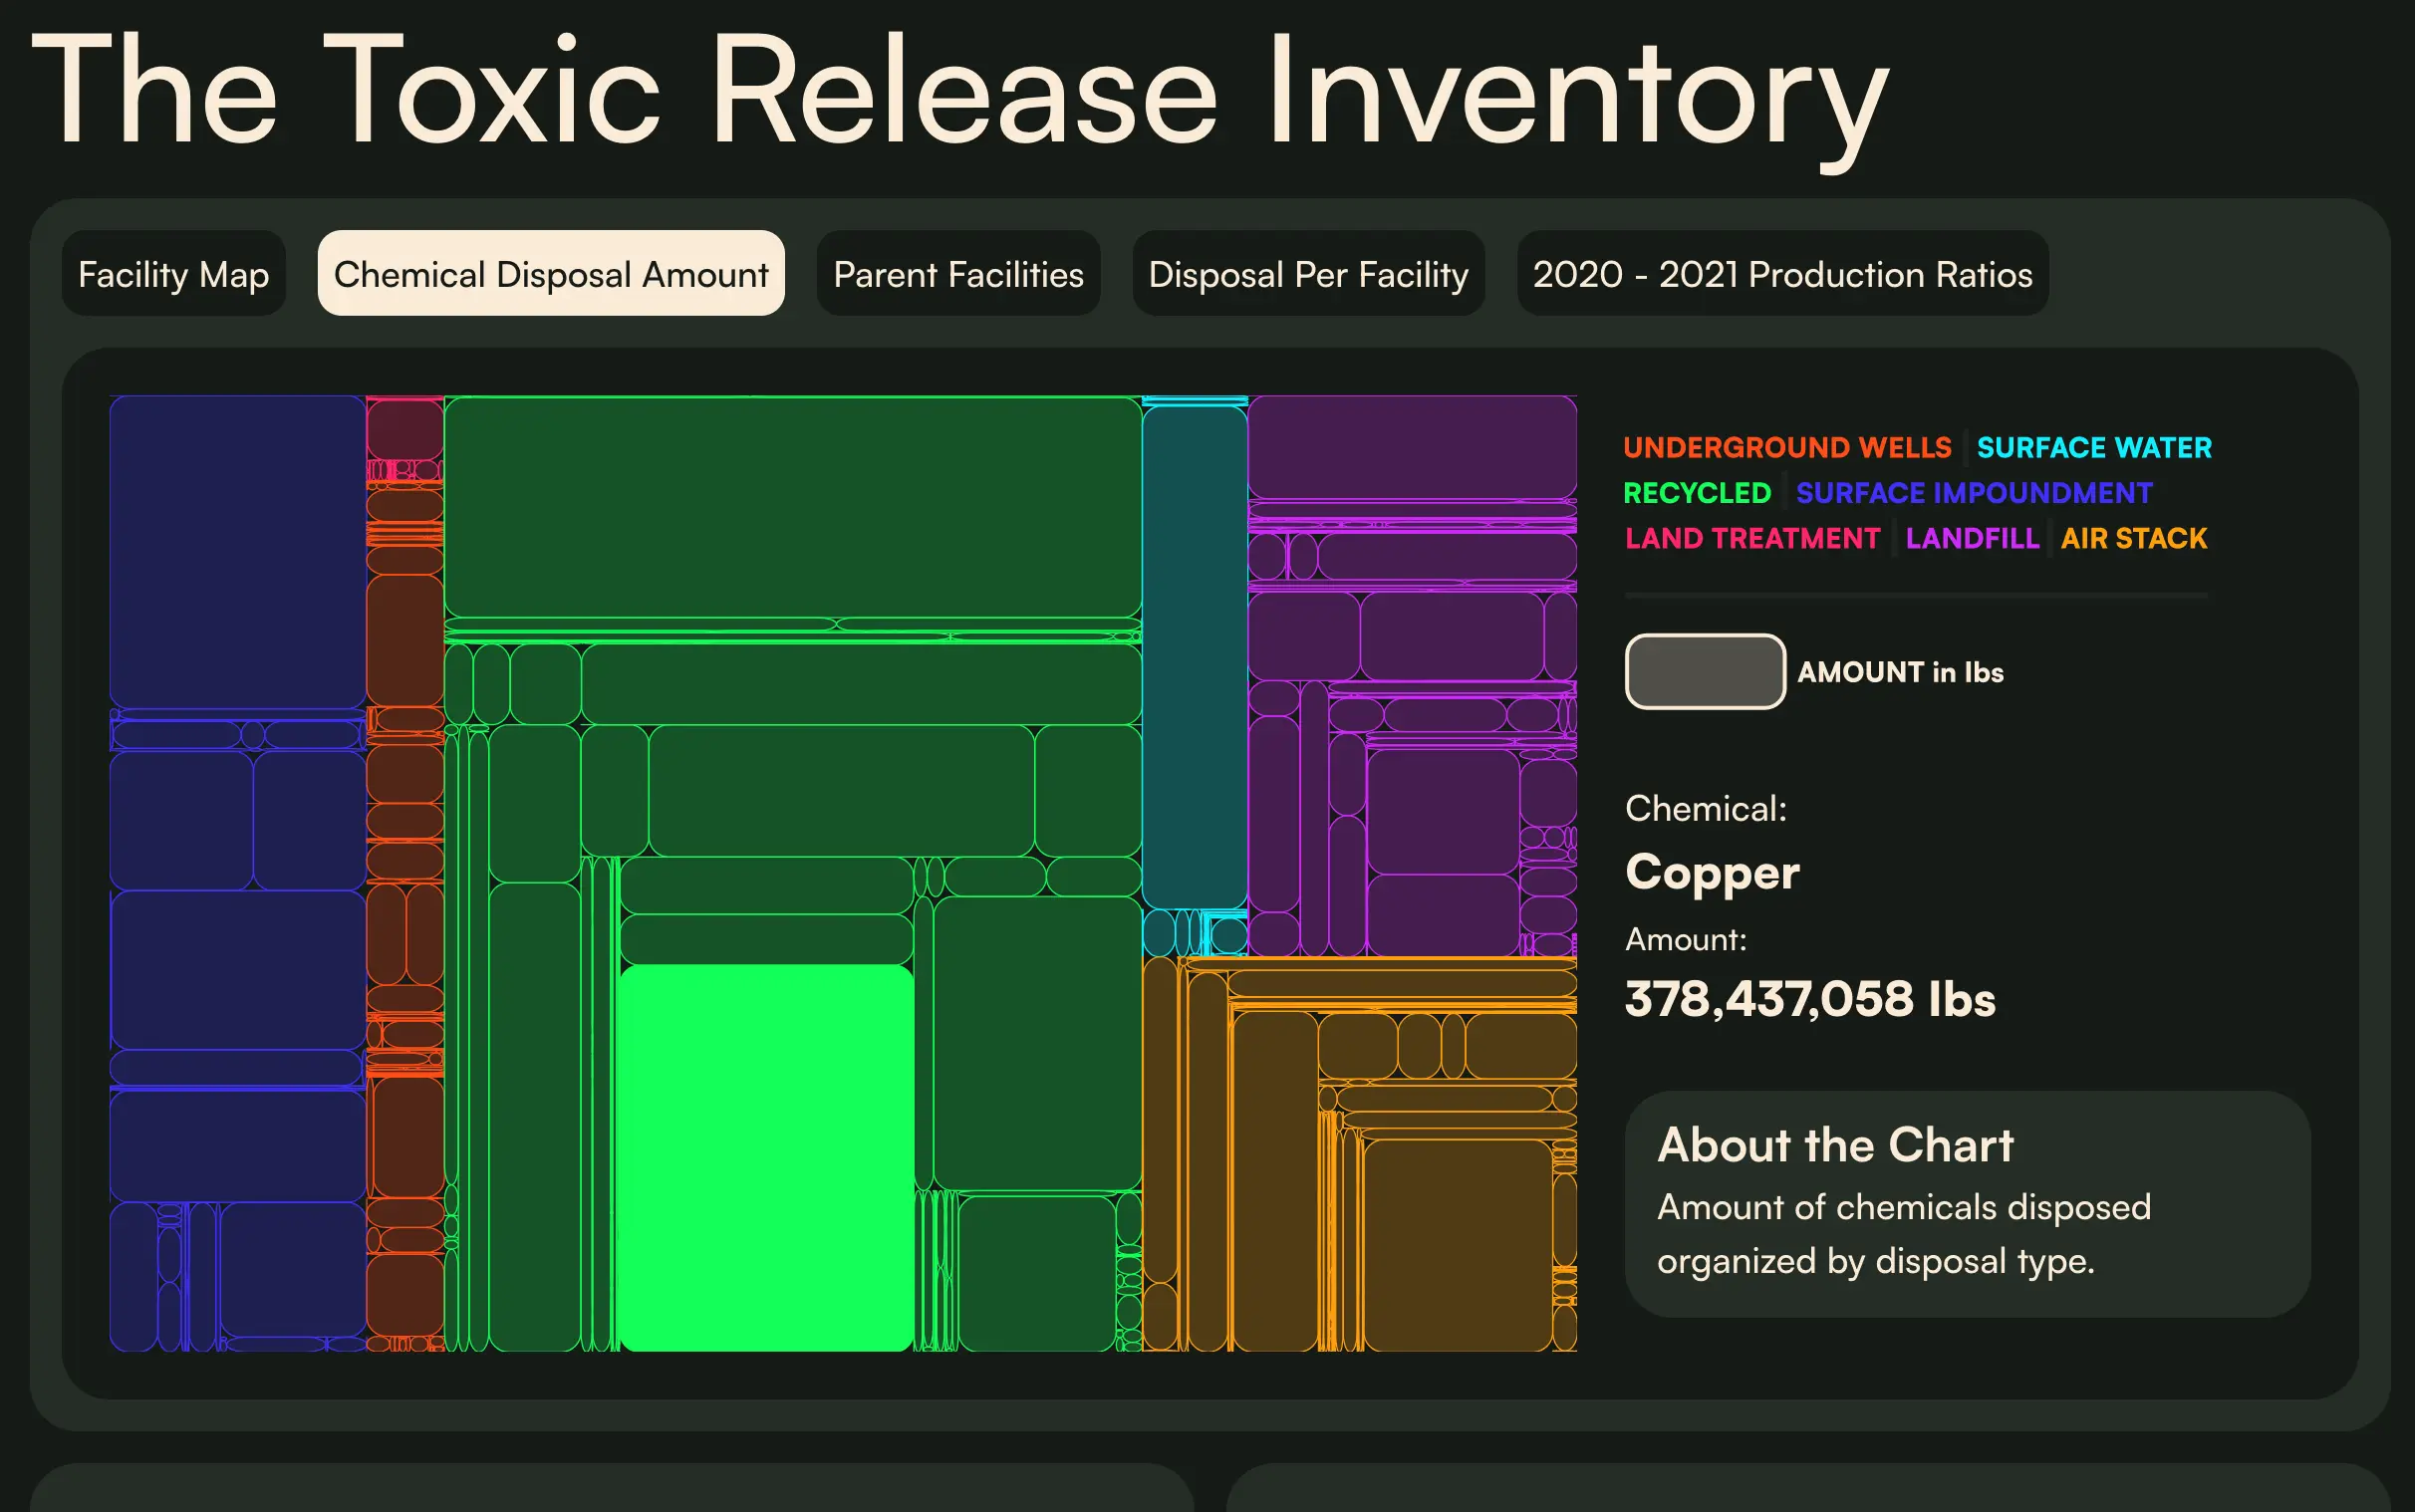 The Toxic Release Inventory
Facility Map
Chemical Disposal Amount
Parent Facilities
Disposal Per Facility
2020 - 2021 Production Ratios
UNDERGROUND WELLS SURFACE WATER
RECYCLED SURFACE IMPOUNDMENT
LAND TREATMENT LANDFILL AIR STACK
AMOUNT in lbs
Chemical:
Copper
Amount:
378,437,058 lbs
About the Chart
Amount of chemicals disposed
organized by disposal type.